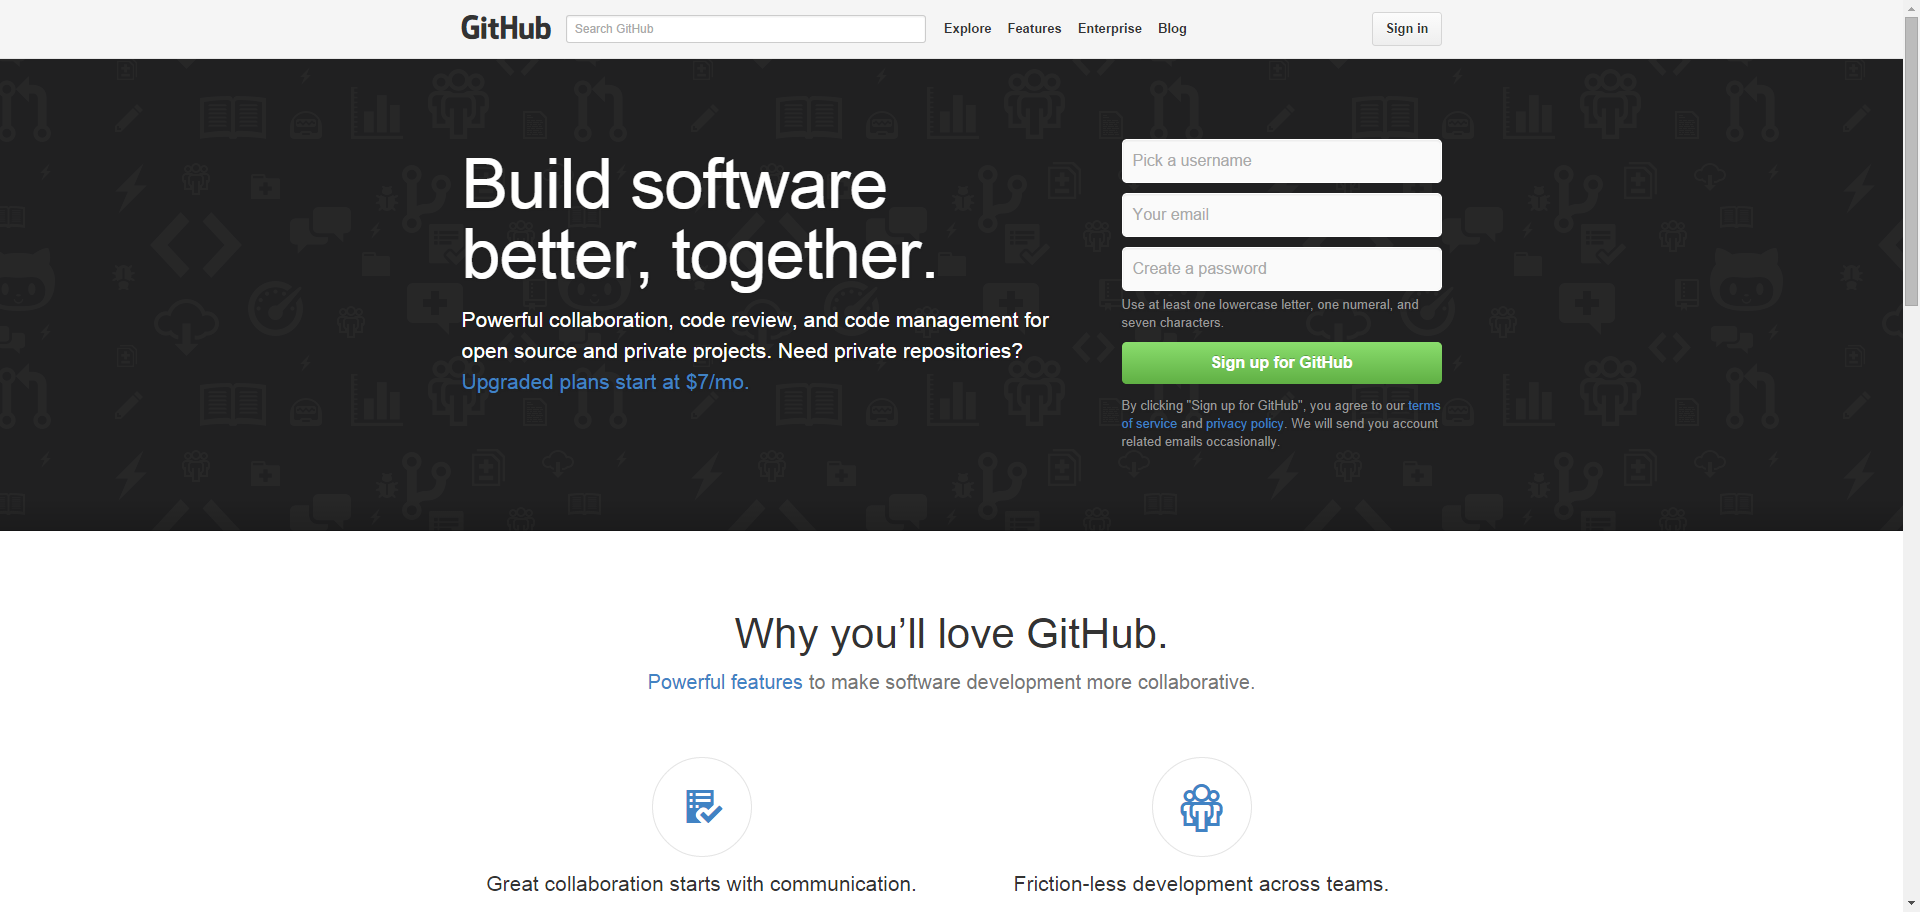 GitHub
Search GitHub
Explore
Features
Enterprise
Blog
Sign in
Build software
better, together.
Powerful collaboration, code review, and code management for
open source and private projects. Need private repositories?
Upgraded plans start at $7/mo.
Pick a username
Your email
Create a password
Use at least one lowercase letter, one numeral, and
seven characters.
Sign up for GitHub
By clicking "Sign up for GitHub", you agree to our terms
of service and privacy policy. We will send you account
related emails occasionally.
Why you’ll love GitHub.
Powerful features to make software development more collaborative.
Great collaboration starts with communication.
Friction-less development across teams.